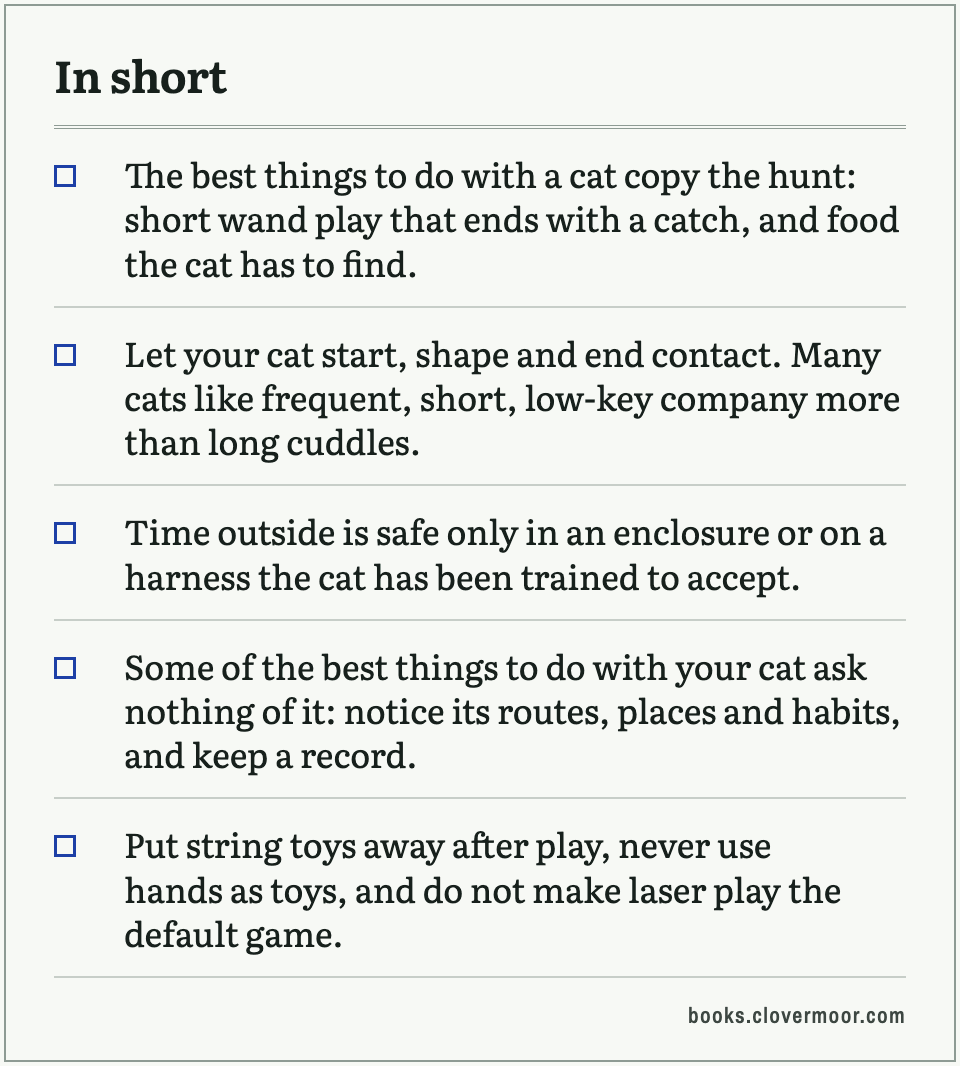 In short
The best things to do with a cat copy the hunt:
short wand play that ends with a catch, and food
the cat has to find.
Let your cat start, shape and end contact. Many
cats like frequent, short, low-key company more
than long cuddles.
Time outside is safe only in an enclosure or on a
harness the cat has been trained to accept.
Some of the best things to do with your cat ask
nothing of it: notice its routes, places and habits,
and keep a record.
Put string toys away after play, never use
hands as toys, and do not make laser play the
default game.
books.clovermoor.com